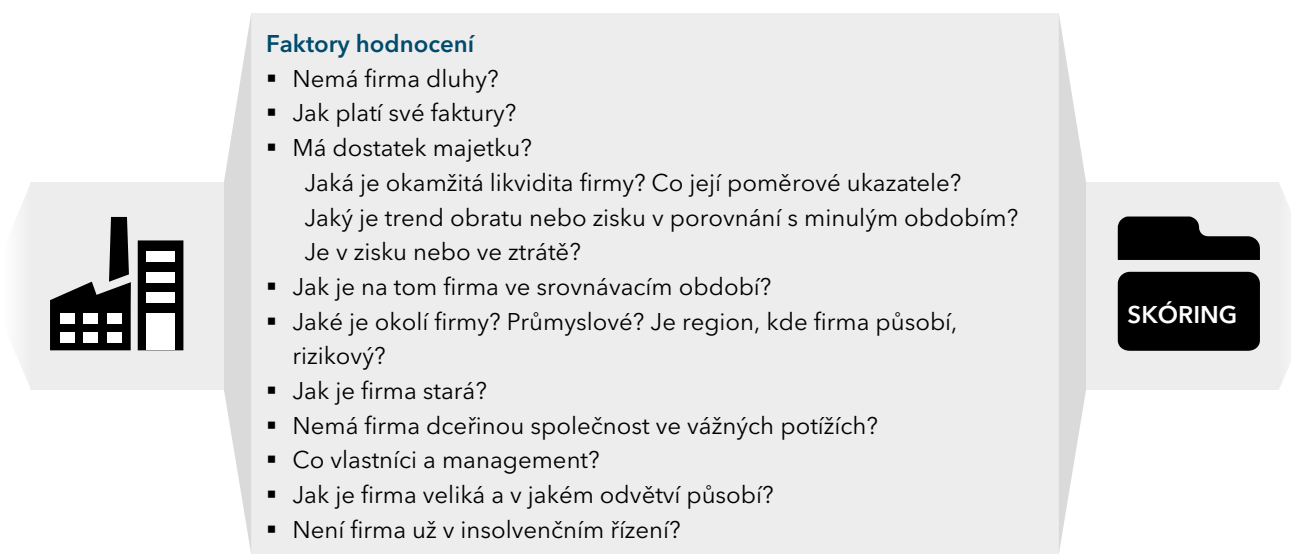 Faktory hodnocení
▪ Nemá firma dluhy?
▪ Jak platí své faktury?
▪ Má dostatek majetku?
Jaká je okamžitá likvidita firmy? Co její poměrové ukazatele?
Jaký je trend obratu nebo zisku v porovnání s minulým obdobím?
Je v zisku nebo ve ztrátě?
▪ Jak je na tom firma ve srovnávacím období?
▪ Jaké je okolí firmy? Průmyslové? Je region, kde firma působí,
rizikový?
▪ Jak je firma stará?
▪ Nemá firma dceřinou společnost ve vážných potížích?
▪ Co vlastníci a management?
▪ Jak je firma veliká a v jakém odvětví působí?
▪ Není firma už v insolvenčním řízení?
SKÓRING